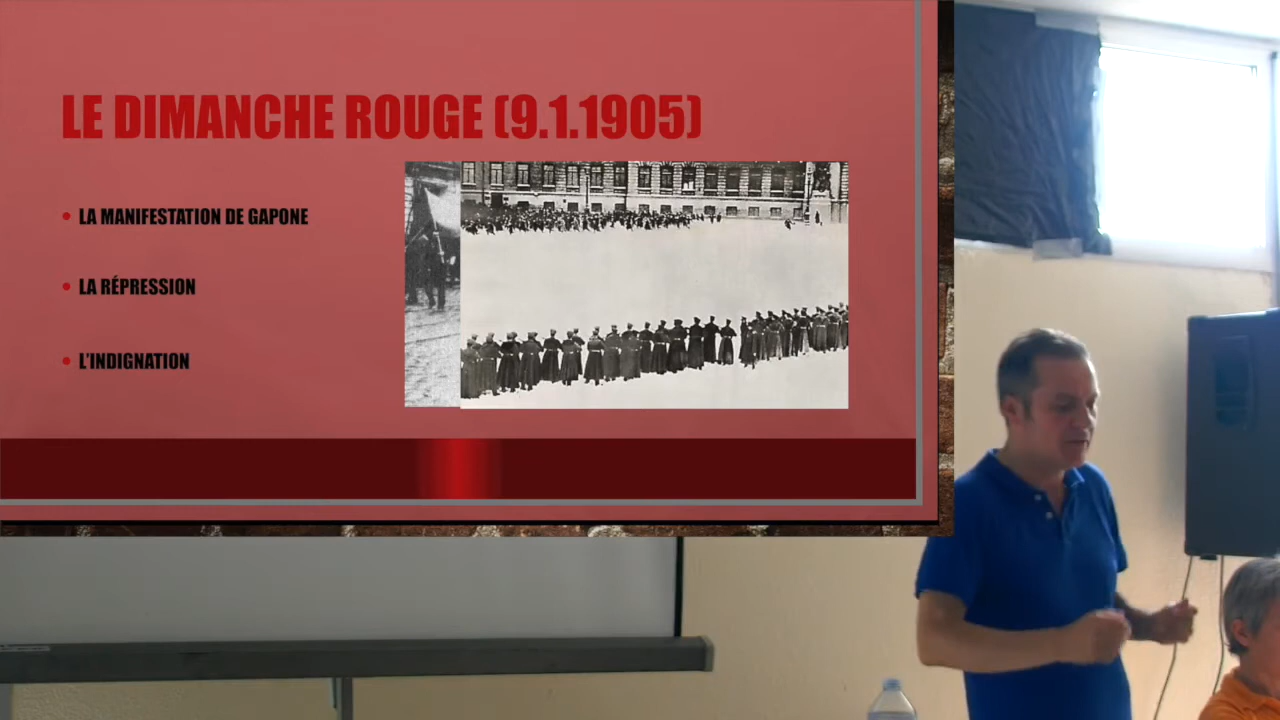 LE DIMANCHE ROUGE (9.1.1905)
• LA MANIFESTATION DE GAPONE
• LA RÉPRESSION
• L'INDIGNATION